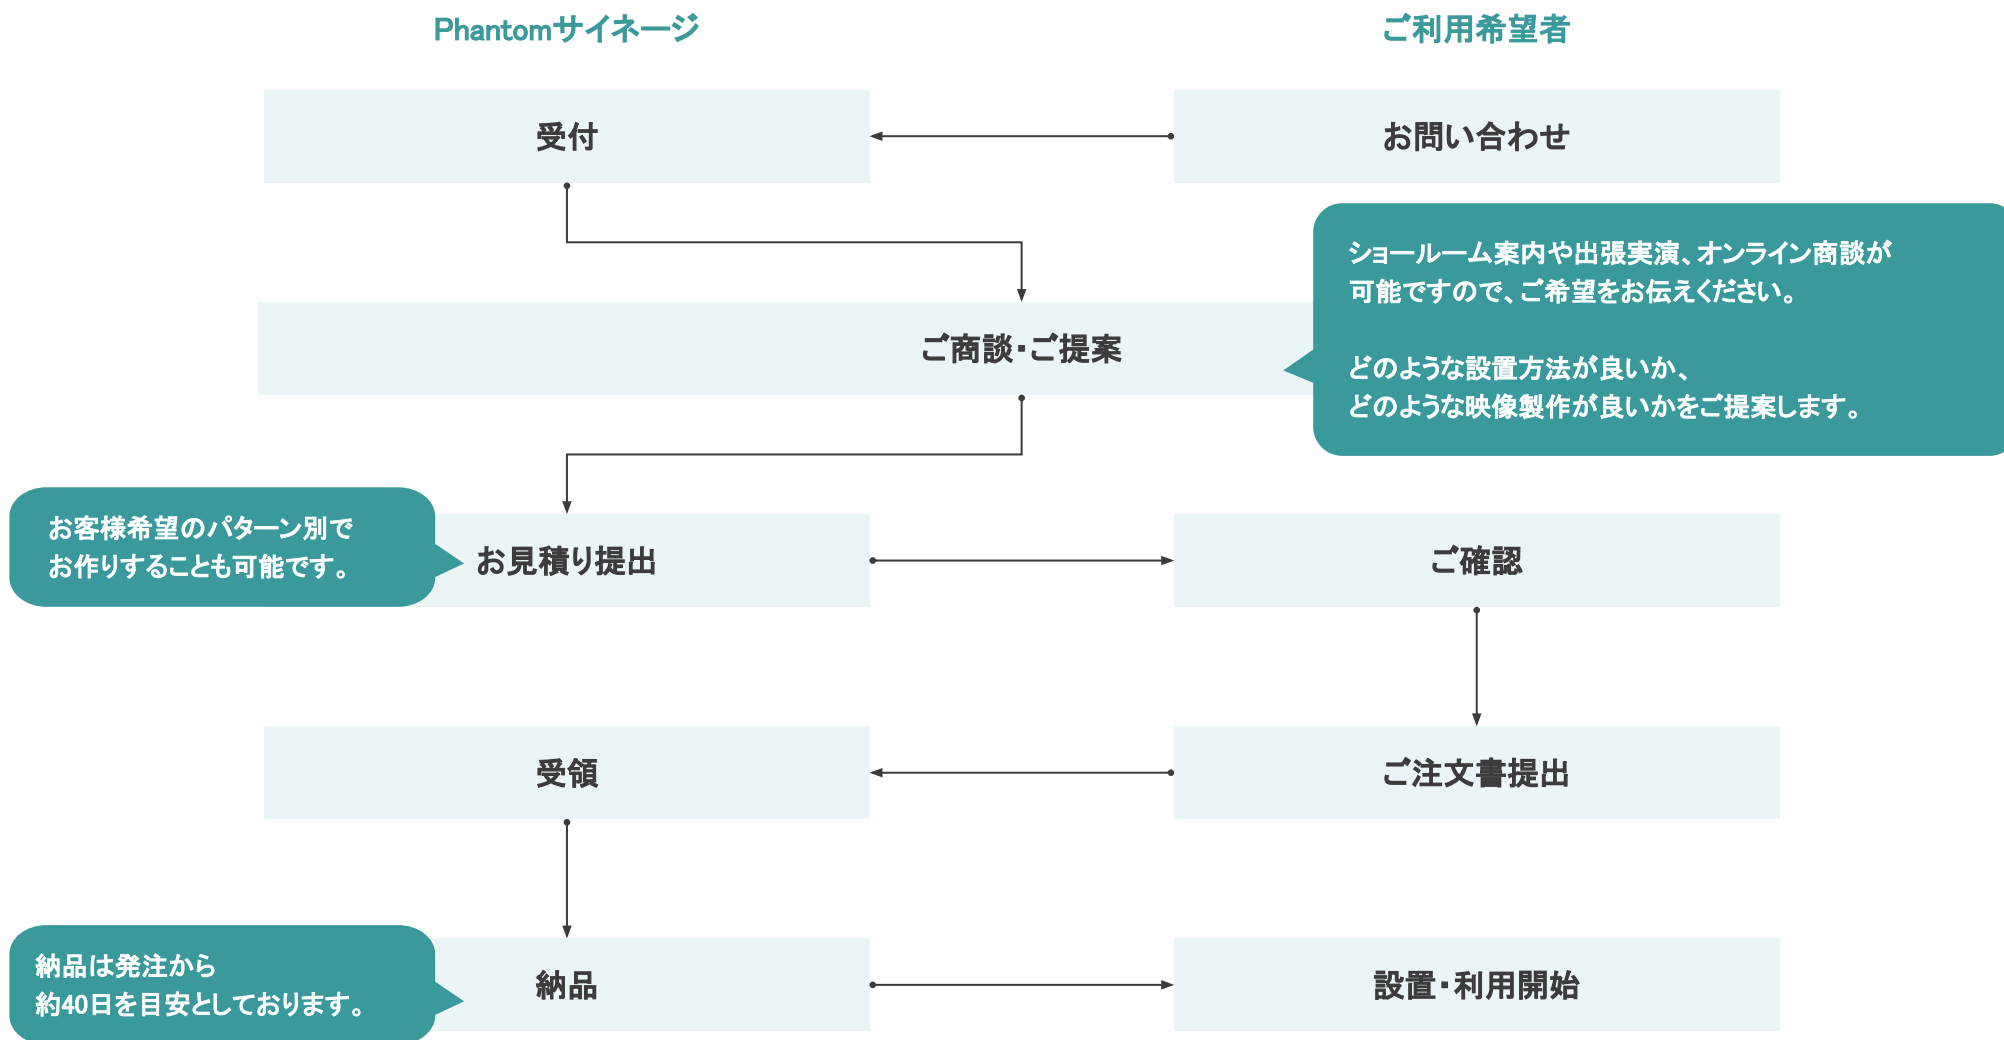 Phantomサイネージ
ご利用希望者
受付
お問い合わせ
ショールーム案内や出張実演、オンライン商談が
可能ですので、ご希望をお伝えください。
どのような設置方法が良いか、
どのような映像製作が良いかをご提案します。
ご商談・ご提案
お客様希望のパターン別で
お作りすることも可能です。
お見積り提出
ご確認
受領
ご注文書提出
納品は発注から
約40日を目安としております。
納品
設置・利用開始